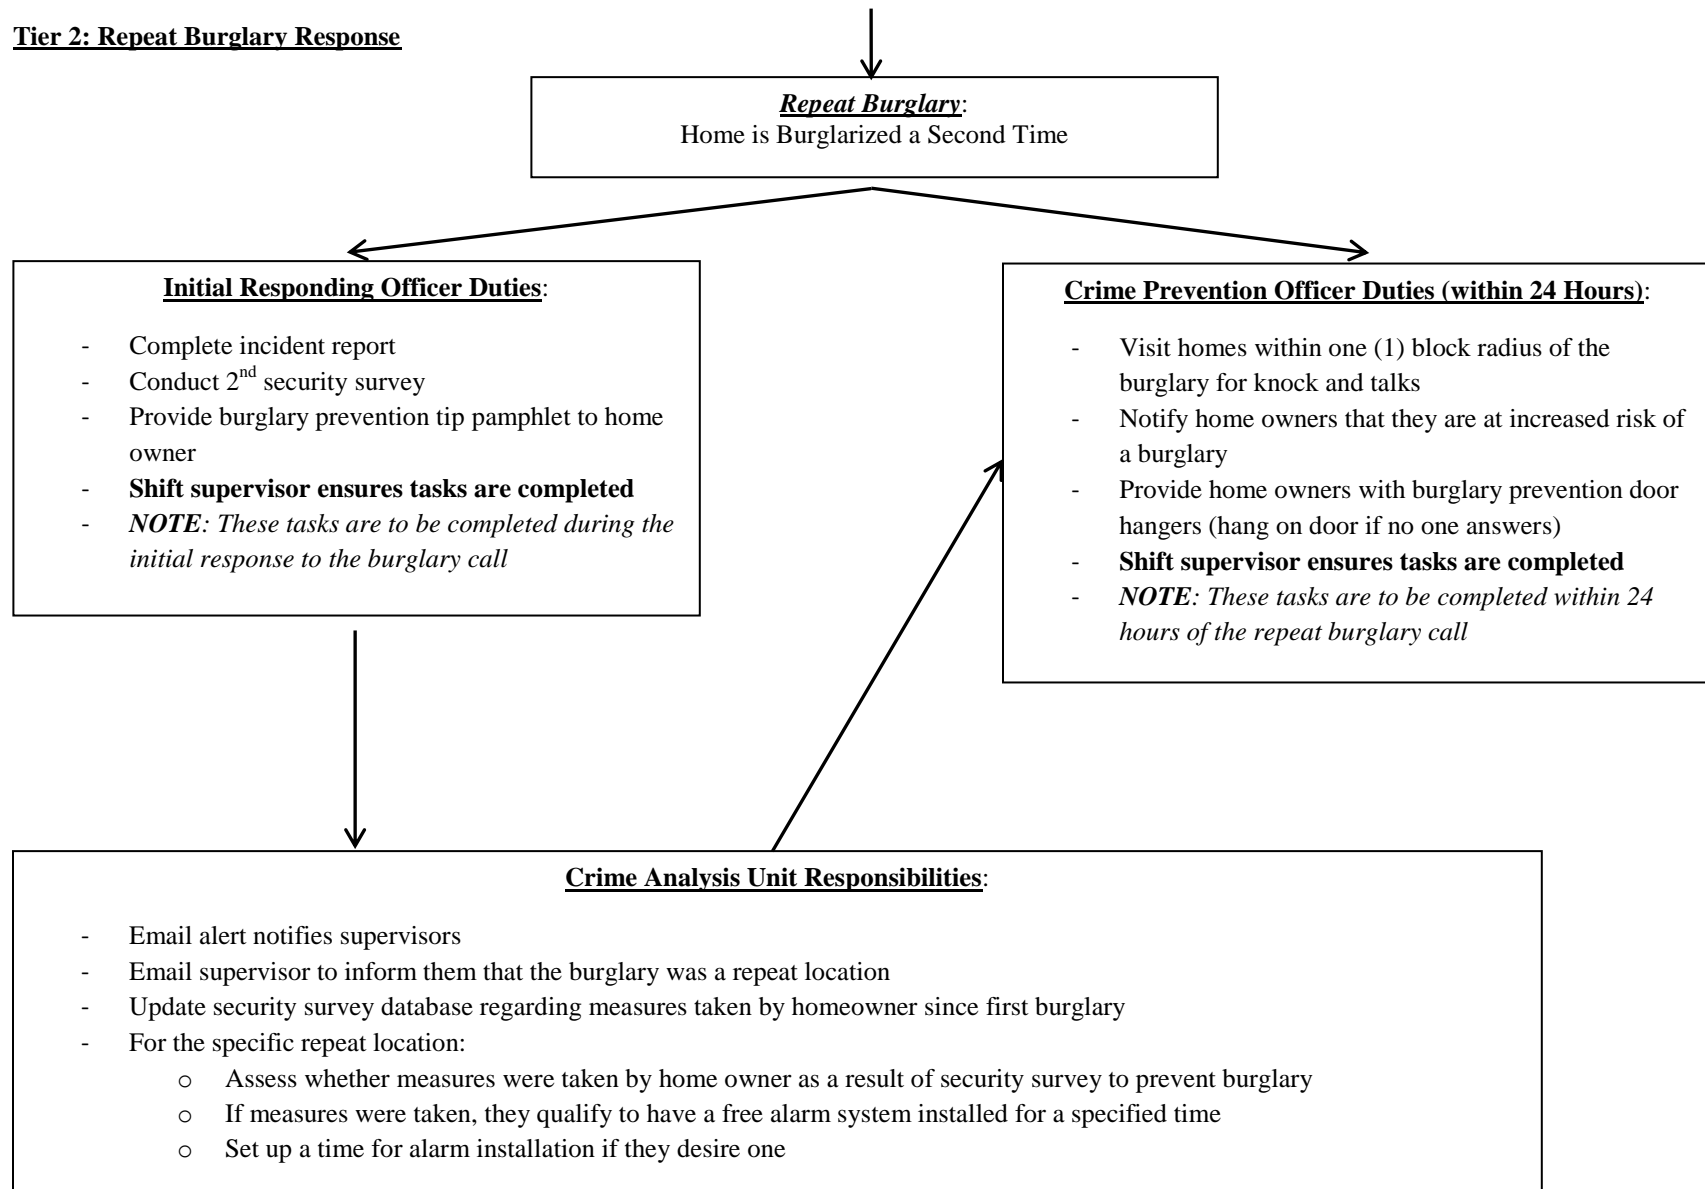 Tier 2: Repeat Burglary Response
Repeat Burglary:
Home is Burglarized a Second Time
Initial Responding Officer Duties:
- Complete incident report
- Conduct 2nd security survey
- Provide burglary prevention tip pamphlet to home
owner
- Shift supervisor ensures tasks are completed
- NOTE: These tasks are to be completed during the
initial response to the burglary call
Crime Prevention Officer Duties (within 24 Hours):
- Visit homes within one (1) block radius of the
burglary for knock and talks
- Notify home owners that they are at increased risk of
a burglary
- Provide home owners with burglary prevention door
hangers (hang on door if no one answers)
- Shift supervisor ensures tasks are completed
- NOTE: These tasks are to be completed within 24
hours of the repeat burglary call
Crime Analysis Unit Responsibilities:
- Email alert notifies supervisors
- Email supervisor to inform them that the burglary was a repeat location
- Update security survey database regarding measures taken by homeowner since first burglary
- For the specific repeat location:
o Assess whether measures were taken by home owner as a result of security survey to prevent burglary
o If measures were taken, they qualify to have a free alarm system installed for a specified time
o Set up a time for alarm installation if they desire one